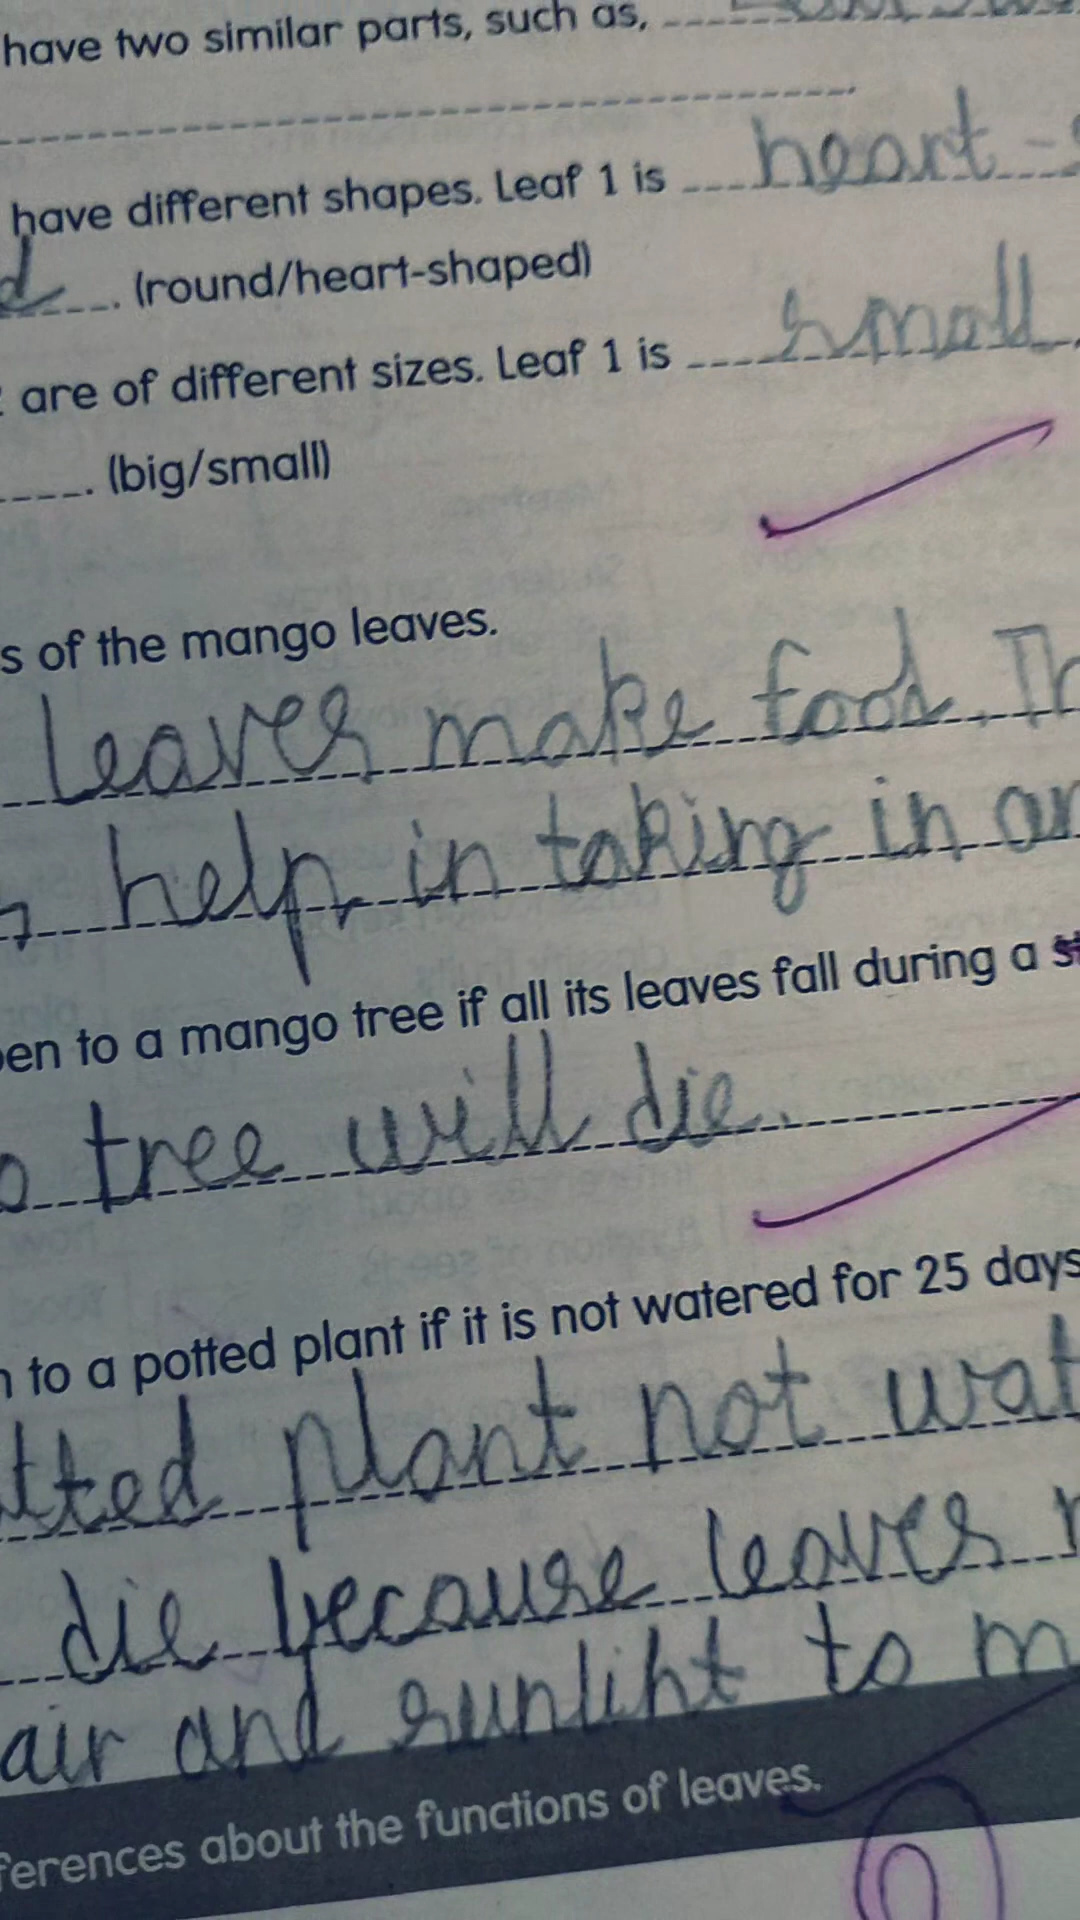 have two similar parts, such as,
have different shapes. Leaf 1 is heart -
(round/heart-shaped)
are of different sizes. Leaf 1 is small
(big/small)
s of the mango leaves.
leaves make food. Th
help in taking in an
pen to a mango tree if all its leaves fall during a st
o tree will die.
n to a potted plant if it is not watered for 25 days
tted plant not wat
die because leaves
air and sunliht to m
ferences about the functions of leaves.